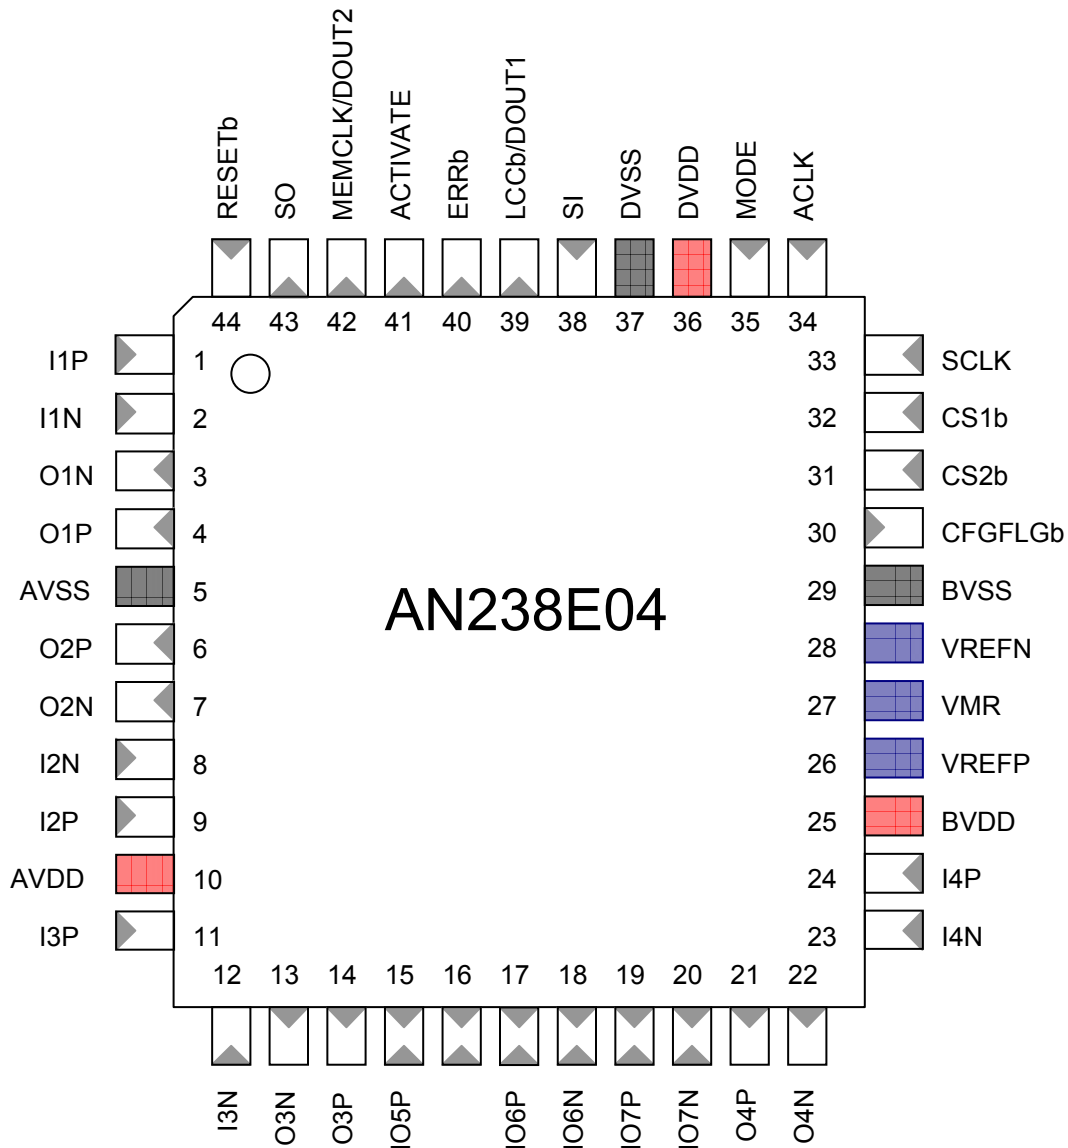 RESETb
SO
MEMCLK/DOUT2
ACTIVATE
ERRb
LCCb/DOUT1
SI
DVSS
DVDD
MODE
ACLK
44 43 42 41 40 39 38 37 36 35 34
I1P 1
I1N 2
O1N 3
O1P 4
AVSS 5
O2P 6
O2N 7
I2N 8
I2P 9
AVDD 10
I3P 11
AN238E04
33 SCLK
32 CS1b
31 CS2b
30 CFGFLGb
29 BVSS
28 VREFN
27 VMR
26 VREFP
25 BVDD
24 I4P
23 I4N
12 13 14 15 16 17 18 19 20 21 22
I3N
O3N
O3P
IO5P
IO6P
IO6N
IO7P
IO7N
O4P
O4N